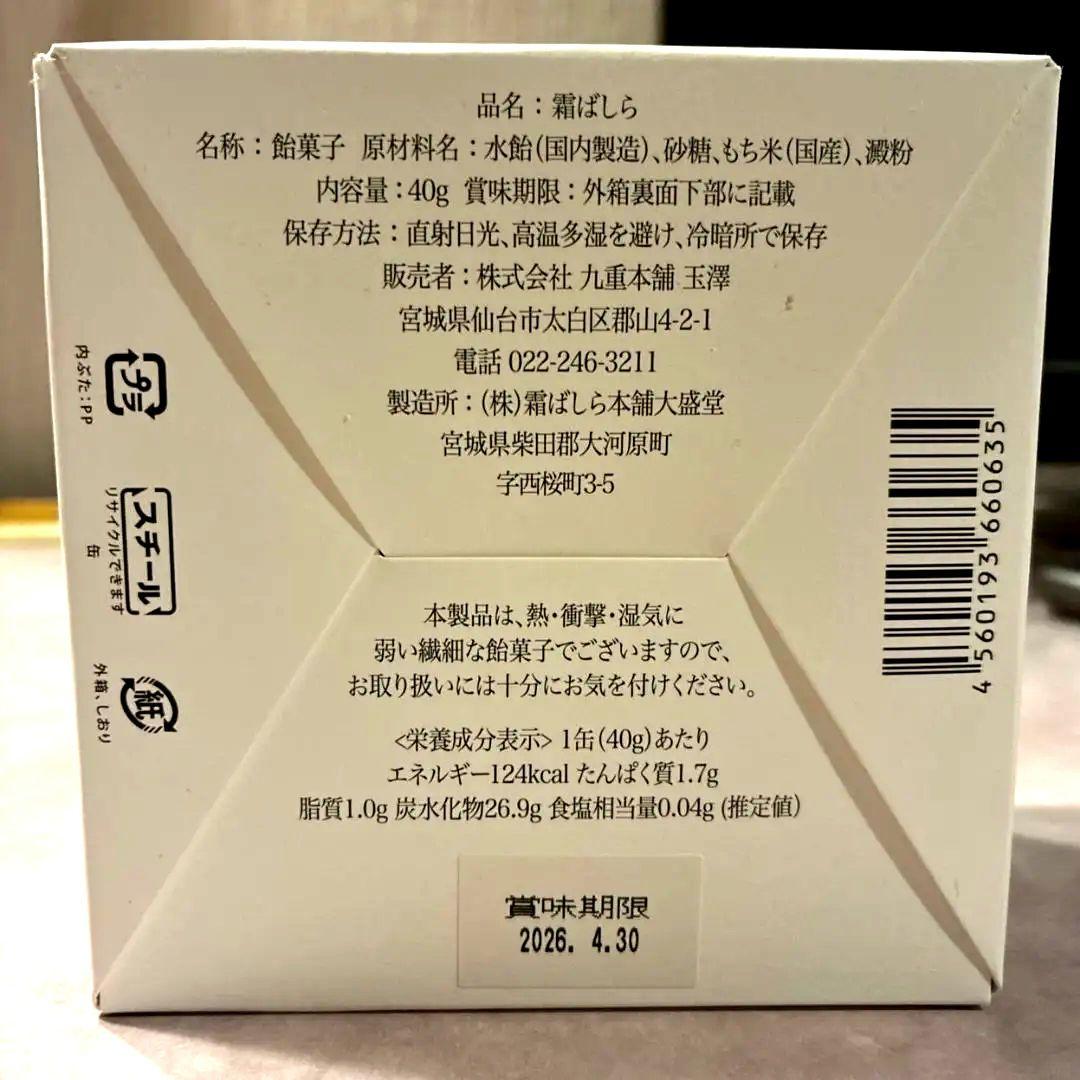 品名：霜ばしら
名称：飴菓子 原材料名：水飴(国内製造)、砂糖、もち米(国産)、澱粉
内容量：40g 賞味期限：外箱裏面下部に記載
保存方法：直射日光、高温多湿を避け、冷暗所で保存
販売者：株式会社 九重本舗 玉澤
宮城県仙台市太白区郡山4-2-1
電話 022-246-3211
製造所：(株)霜ばしら本舗大盛堂
宮城県柴田郡大河原町
字西桜町3-5
プラ
内ぶた：PP
スチール
リサイクルできます
缶
紙
外箱、しおり
4 560193 660635
本製品は、熱・衝撃・湿気に
弱い繊細な飴菓子でございますので、
お取り扱いには十分にお気を付けください。
<栄養成分表示> 1缶(40g)あたり
エネルギー124kcal たんぱく質1.7g
脂質1.0g 炭水化物26.9g 食塩相当量0.04g (推定値)
賞味期限
2026. 4.30